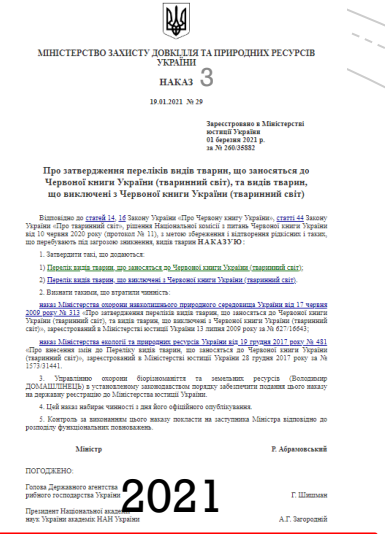 МІНІСТЕРСТВО ЗАХИСТУ ДОВКІЛЛЯ ТА ПРИРОДНИХ РЕСУРСІВ
УКРАЇНИ
НАКАЗ 3
19.01.2021 № 29
Зареєстровано в Міністерстві
юстиції України
01 березня 2021 р.
за № 260/35882
Про затвердження переліків видів тварин, що заносяться до
Червоної книги України (тваринний світ), та видів тварин,
що виключені з Червоної книги України (тваринний світ)
Відповідно до статей 14, 16 Закону України «Про Червону книгу України», статті 44 Закону
України «Про тваринний світ», рішення Національної комісії з питань Червоної книги України
від 10 червня 2020 року (протокол № 1), з метою збереження і відтворення рідкісних і таких,
що перебувають під загрозою зникнення, видів тварин НАКАЗУЮ:
1. Затвердити такі, що додаються:
1) Перелік видів тварин, що заносяться до Червоної книги України (тваринний світ);
2) Перелік видів тварин, що виключені з Червоної книги України (тваринний світ).
2. Визнати такими, що втратили чинність:
наказ Міністерства охорони навколишнього природного середовища України від 17 червня
2009 року № 313 «Про затвердження переліків видів тварин, що заносяться до Червоної книги
України (тваринний світ), та видів тварин, що виключені з Червоної книги України (тваринний
світ)», зареєстрований в Міністерстві юстиції України 13 липня 2009 року за № 627/16643;
наказ Міністерства екології та природних ресурсів України від 19 грудня 2017 року № 481
«Про внесення змін до Переліку видів тварин, що заносяться до Червоної книги України
(тваринний світ)», зареєстрований в Міністерстві юстиції України 28 грудня 2017 року за №
1573/31441.
3. Управлінню охорони біорізноманіття та земельних ресурсів (Володимир
ДОМАШЛІНЕЦЬ) в установленому законодавством порядку забезпечити подання цього наказу
на державну реєстрацію до Міністерства юстиції України.
4. Цей наказ набирає чинності з дня його офіційного опублікування.
5. Контроль за виконанням цього наказу покласти на заступника Міністра відповідно до
розподілу функціональних повноважень.
Міністр Р. Абрамовський
ПОГОДЖЕНО:
Голова Державного агентства
рибного господарства України Г. Шишман
2021
Президент Національної академії
наук України академік НАН України А.Г. Загородній